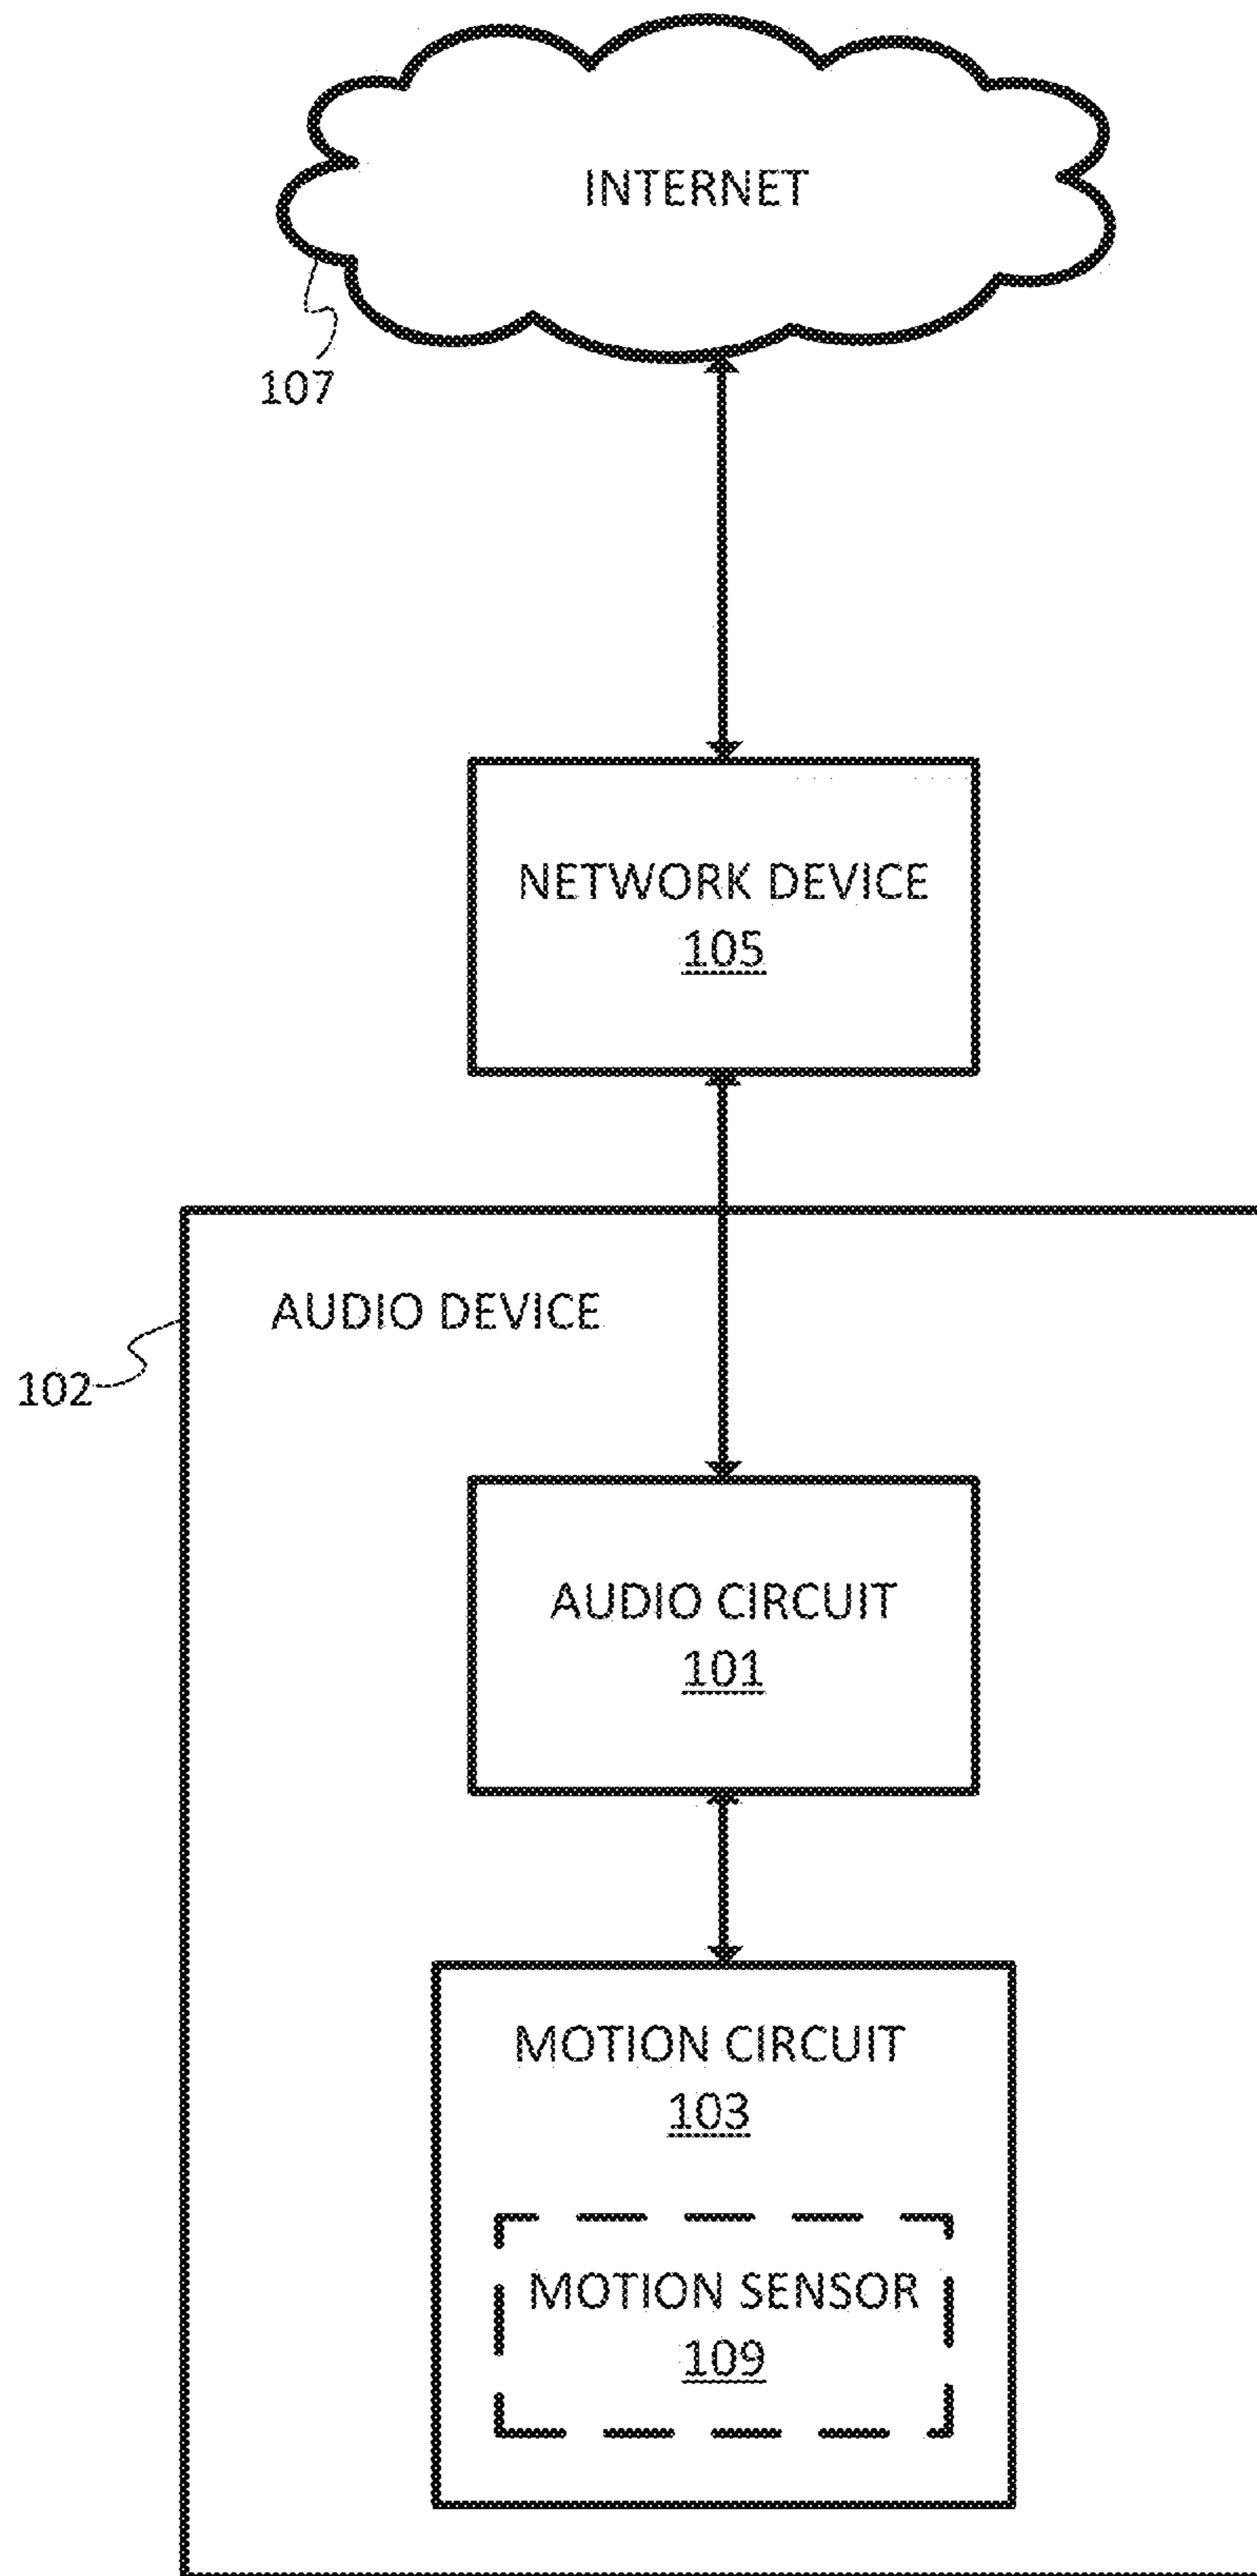 INTERNET
107
NETWORK DEVICE
105
AUDIO DEVICE
102
AUDIO CIRCUIT
101
MOTION CIRCUIT
103
MOTION SENSOR
109